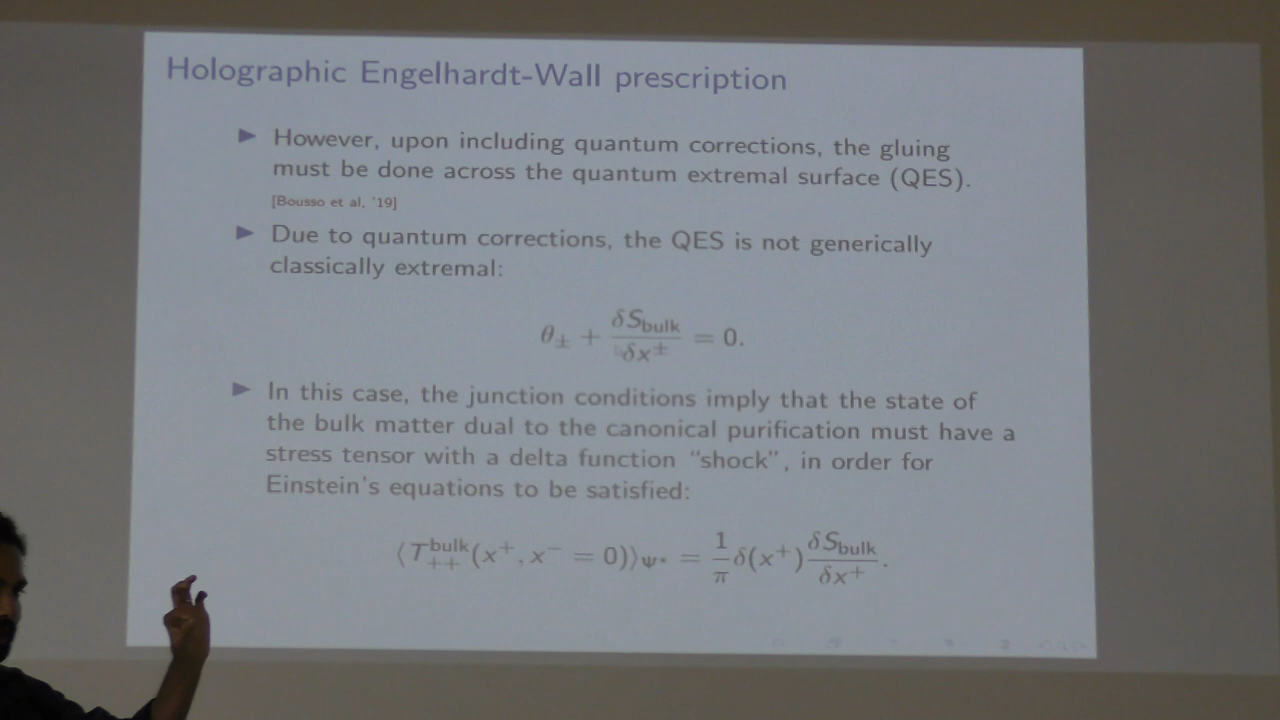 Holographic Engelhardt-Wall prescription
▶ However, upon including quantum corrections, the gluing
must be done across the quantum extremal surface (QES).
[Bousso et al, '19]
▶ Due to quantum corrections, the QES is not generically
classically extremal:
θ± + δS_bulk/δx^± = 0.
▶ In this case, the junction conditions imply that the state of
the bulk matter dual to the canonical purification must have a
stress tensor with a delta function “shock”, in order for
Einstein's equations to be satisfied:
⟨T^bulk_++(x^+, x^− = 0)⟩_Ψ* = 1/π δ(x^+) δS_bulk/δx^+.